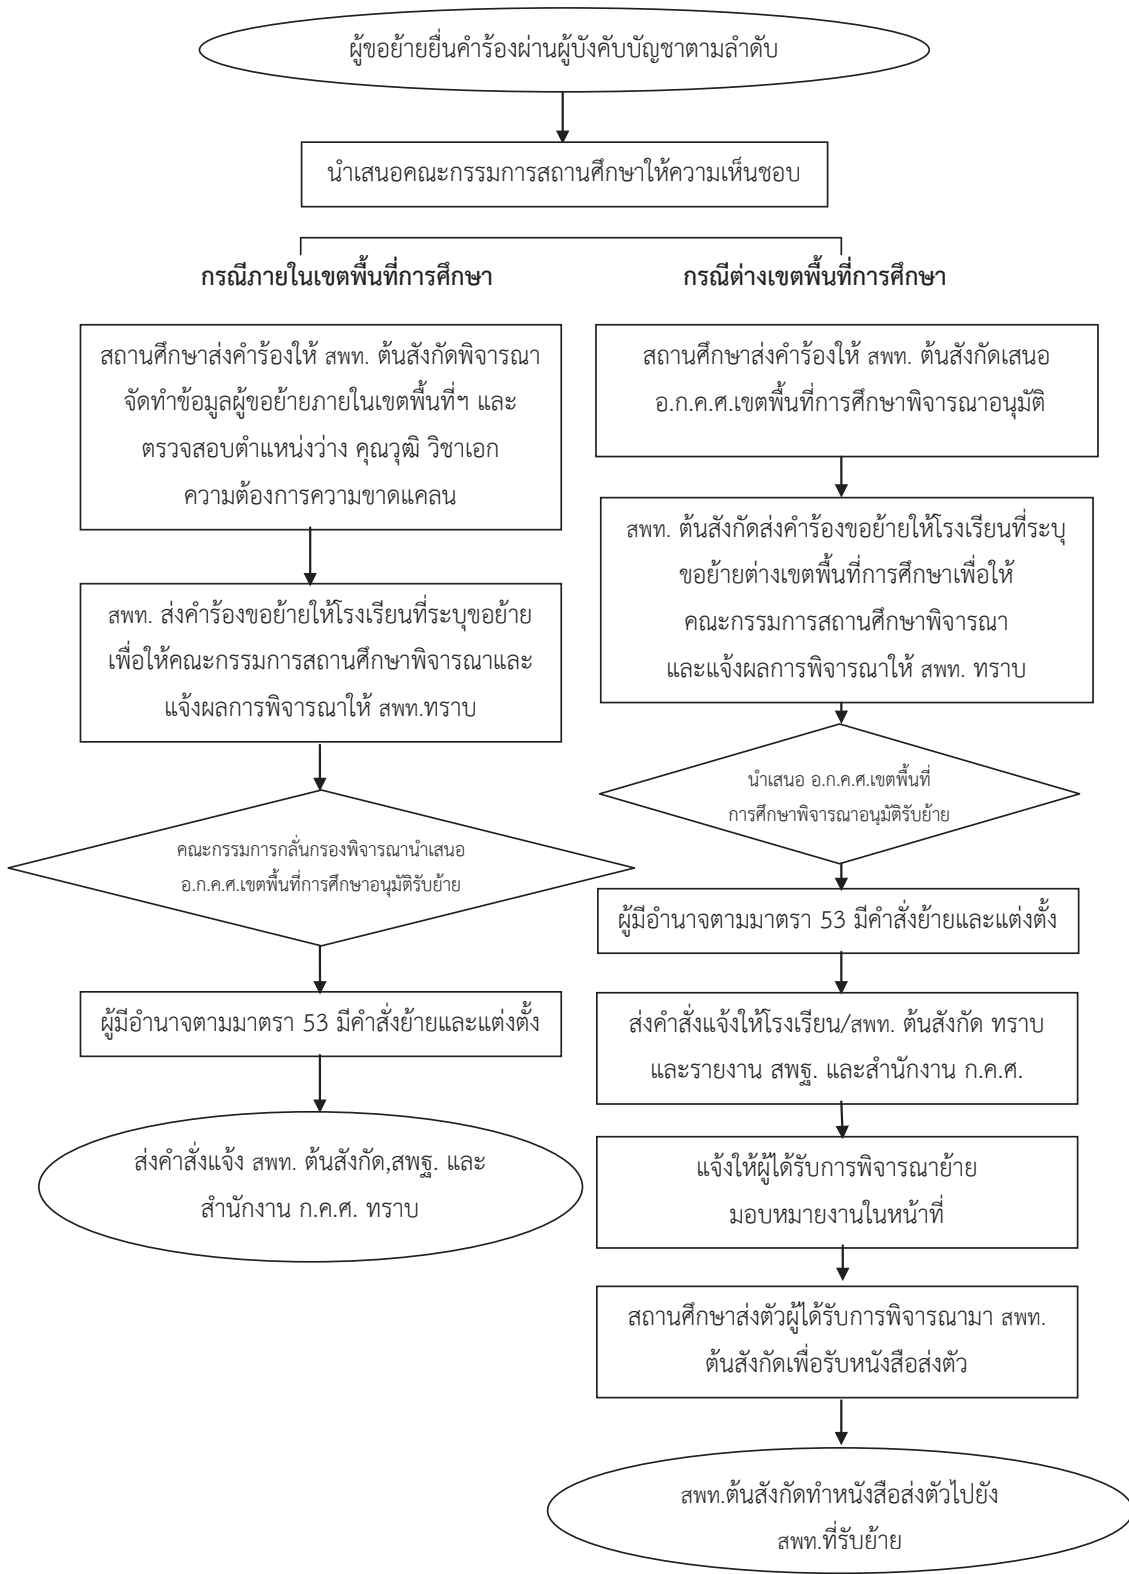 ผู้ขอย้ายยื่นคำร้องผ่านผู้บังคับบัญชาตามลำดับ
นำเสนอคณะกรรมการสถานศึกษาให้ความเห็นชอบ
กรณีภายในเขตพื้นที่การศึกษา
สถานศึกษาส่งคำร้องให้ สพท. ต้นสังกัดพิจารณา
จัดทำข้อมูลผู้ขอย้ายภายในเขตพื้นที่ฯ และ
ตรวจสอบตำแหน่งว่าง คุณวุฒิ วิชาเอก
ความต้องการความขาดแคลน
สพท. ส่งคำร้องขอย้ายให้โรงเรียนที่ระบุขอย้าย
เพื่อให้คณะกรรมการสถานศึกษาพิจารณาและ
แจ้งผลการพิจารณาให้ สพท.ทราบ
คณะกรรมการกลั่นกรองพิจารณานำเสนอ
อ.ก.ค.ศ.เขตพื้นที่การศึกษาอนุมัติรับย้าย
ผู้มีอำนาจตามมาตรา 53 มีคำสั่งย้ายและแต่งตั้ง
ส่งคำสั่งแจ้ง สพท. ต้นสังกัด,สพฐ. และ
สำนักงาน ก.ค.ศ. ทราบ
กรณีต่างเขตพื้นที่การศึกษา
สถานศึกษาส่งคำร้องให้ สพท. ต้นสังกัดเสนอ
อ.ก.ค.ศ.เขตพื้นที่การศึกษาพิจารณาอนุมัติ
สพท. ต้นสังกัดส่งคำร้องขอย้ายให้โรงเรียนที่ระบุ
ขอย้ายต่างเขตพื้นที่การศึกษาเพื่อให้
คณะกรรมการสถานศึกษาพิจารณา
และแจ้งผลการพิจารณาให้ สพท. ทราบ
นำเสนอ อ.ก.ค.ศ.เขตพื้นที่
การศึกษาพิจารณาอนุมัติรับย้าย
ผู้มีอำนาจตามมาตรา 53 มีคำสั่งย้ายและแต่งตั้ง
ส่งคำสั่งแจ้งให้โรงเรียน/สพท. ต้นสังกัด ทราบ
และรายงาน สพฐ. และสำนักงาน ก.ค.ศ.
แจ้งให้ผู้ได้รับการพิจารณาย้าย
มอบหมายงานในหน้าที่
สถานศึกษาส่งตัวผู้ได้รับการพิจารณามา สพท.
ต้นสังกัดเพื่อรับหนังสือส่งตัว
สพท.ต้นสังกัดทำหนังสือส่งตัวไปยัง
สพท.ที่รับย้าย